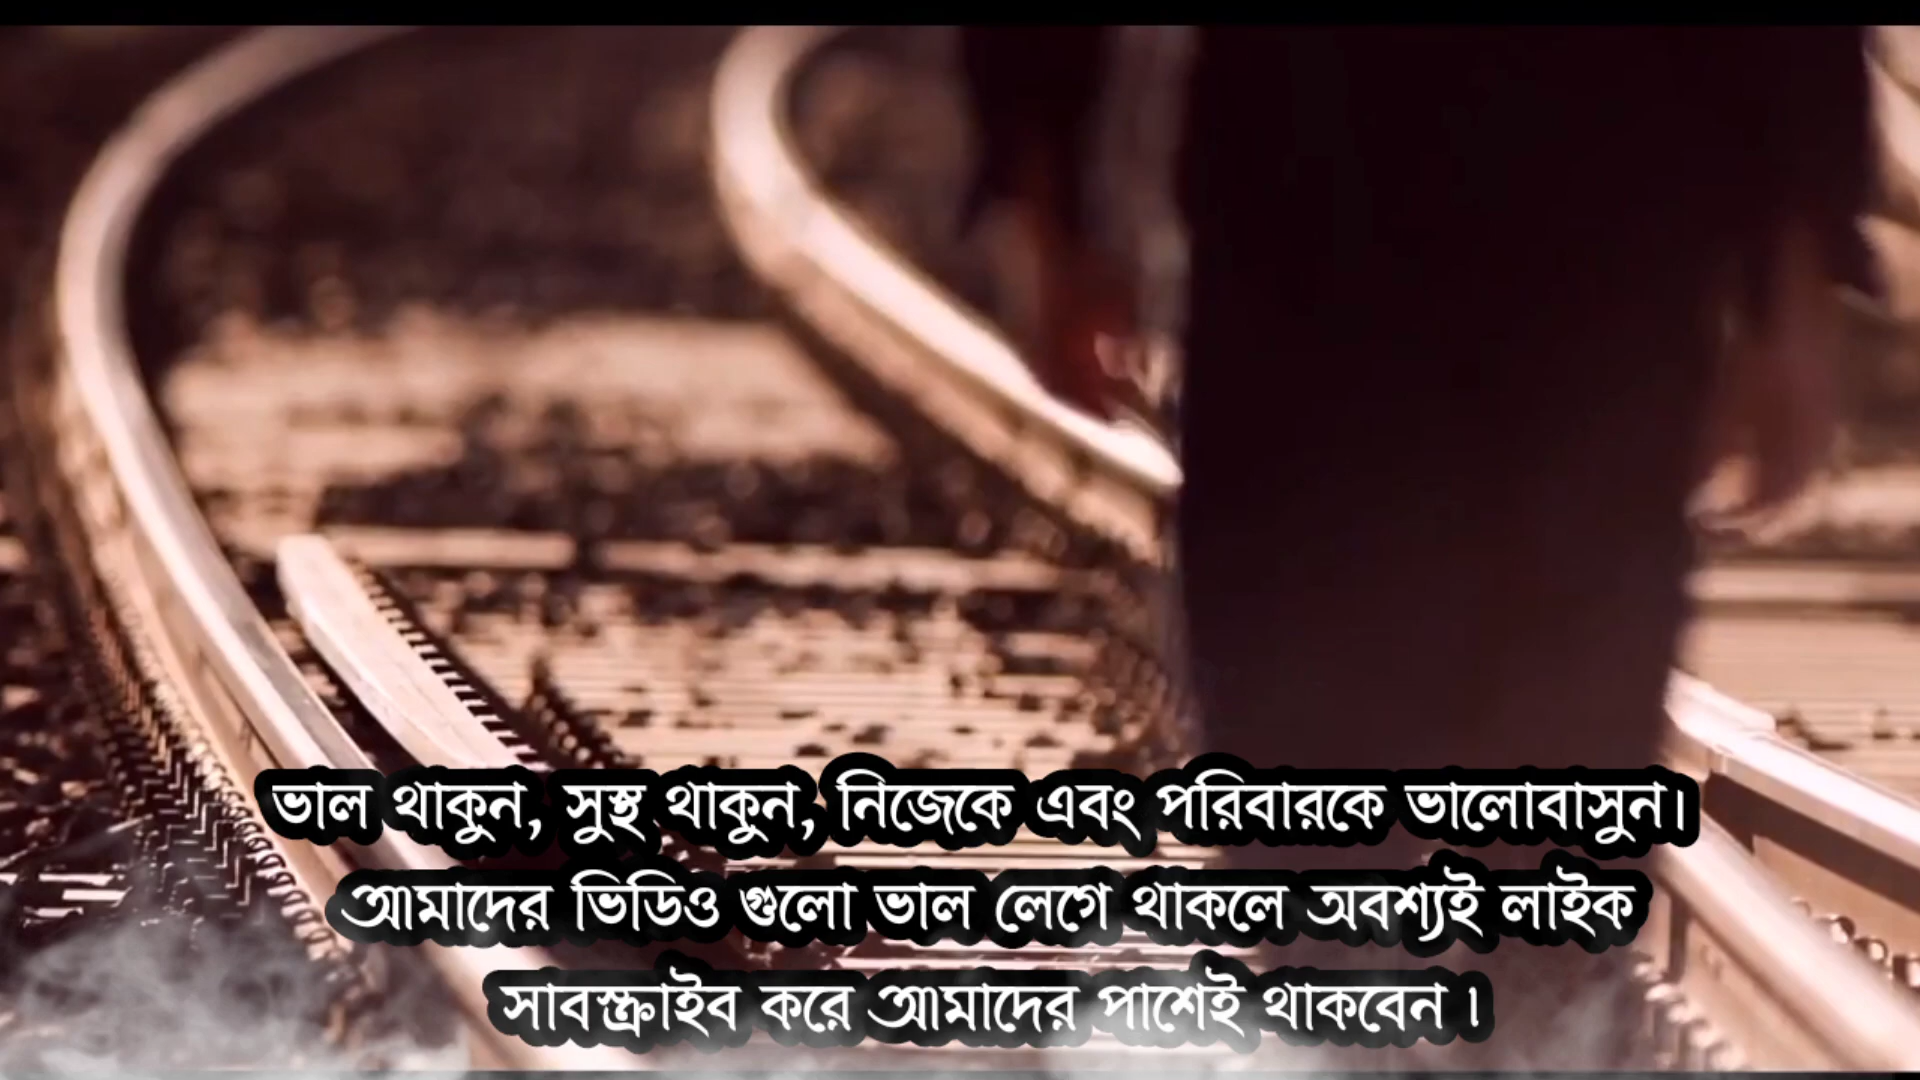 ভাল থাকুন, সুস্থ থাকুন, নিজেকে এবং পরিবারকে ভালোবাসুন।
আমাদের ভিডিও গুলো ভাল লেগে থাকলে অবশ্যই লাইক
সাবস্ক্রাইব করে আমাদের পাশেই থাকবেন ।